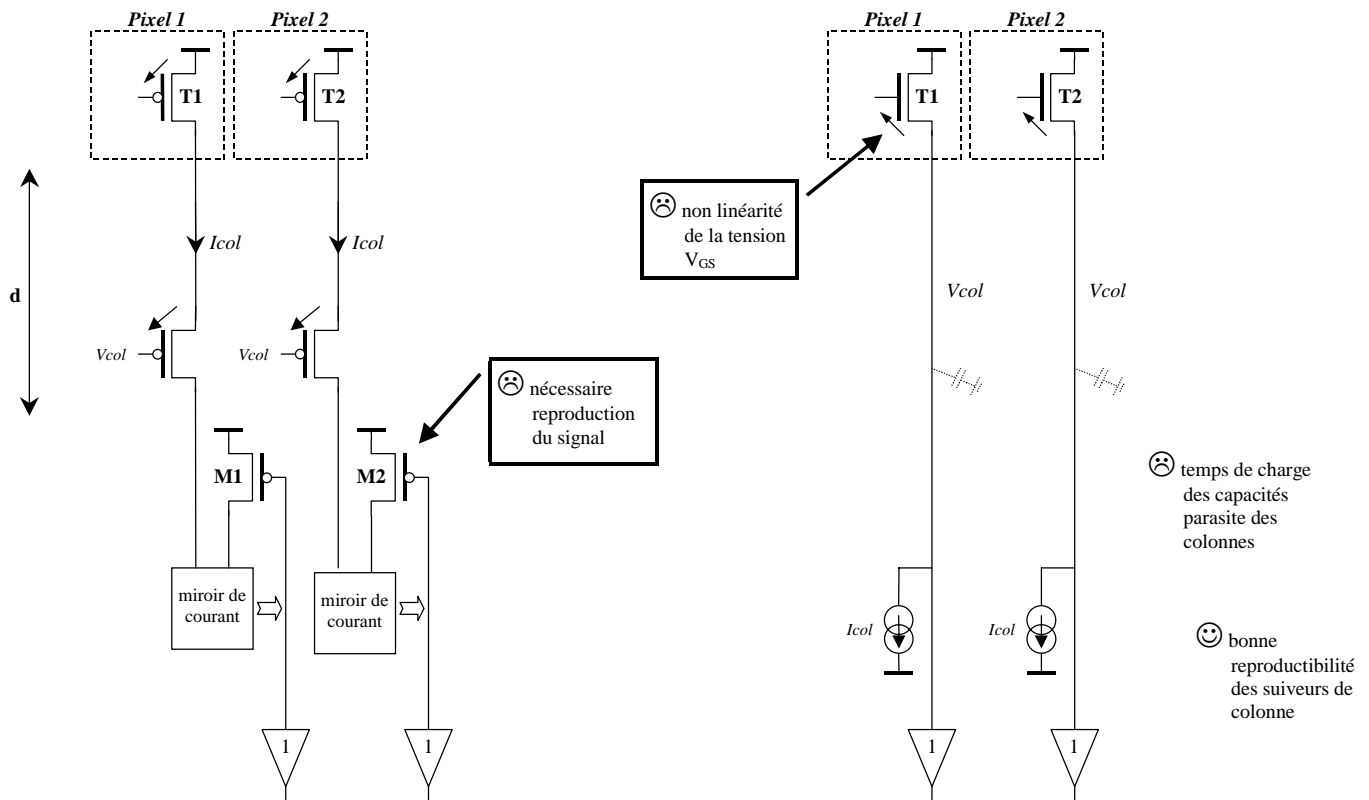 Pixel 1
Pixel 2
T1
T2
d
Icol
Icol
Vcol
Vcol
M1
M2
☹ nécessaire
reproduction
du signal
miroir de
courant
miroir de
courant
1
1
Pixel 1
Pixel 2
T1
T2
☹ non linéarité
de la tension
VGS
Vcol
Vcol
☹ temps de charge
des capacités
parasite des
colonnes
Icol
Icol
☺ bonne
reproductibilité
des suiveurs de
colonne
1
1